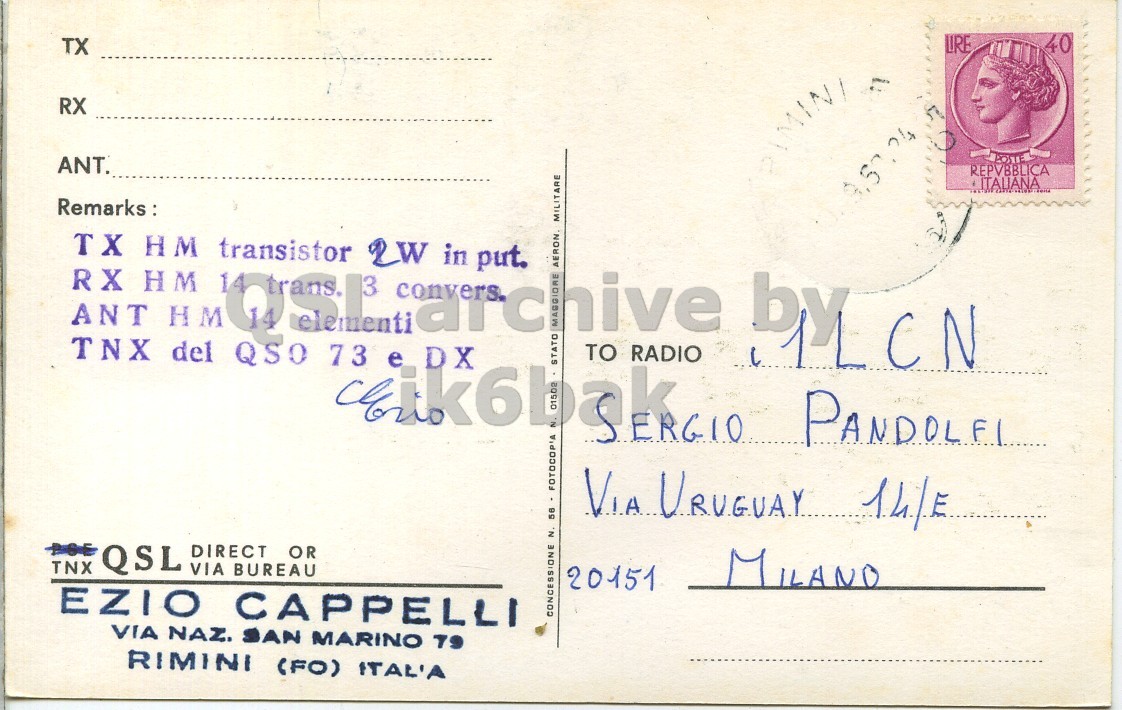 TX
RX
ANT.
Remarks :
TX HM transistor 2W in put.
RX HM 14 trans. 3 convers.
ANT HM 14 elementi
TNX del QSO 73 e DX
Ezio
PSE
TNX QSL DIRECT OR
VIA BUREAU
EZIO CAPPELLI
VIA NAZ. SAN MARINO 79
RIMINI (FO) ITAL'A
CONCESSIONE N. 56 - FOTOCOPIA N. 01502 - STATO MAGGIORE AERON. MILITARE
LIRE 40
POSTE
REPVBBLICA
ITALIANA
RIMINI
TO RADIO i1LCN
SERGIO PANDOLFI
VIA URUGUAY 14/E
20151 MILANO
QSL archive by
ik6bak